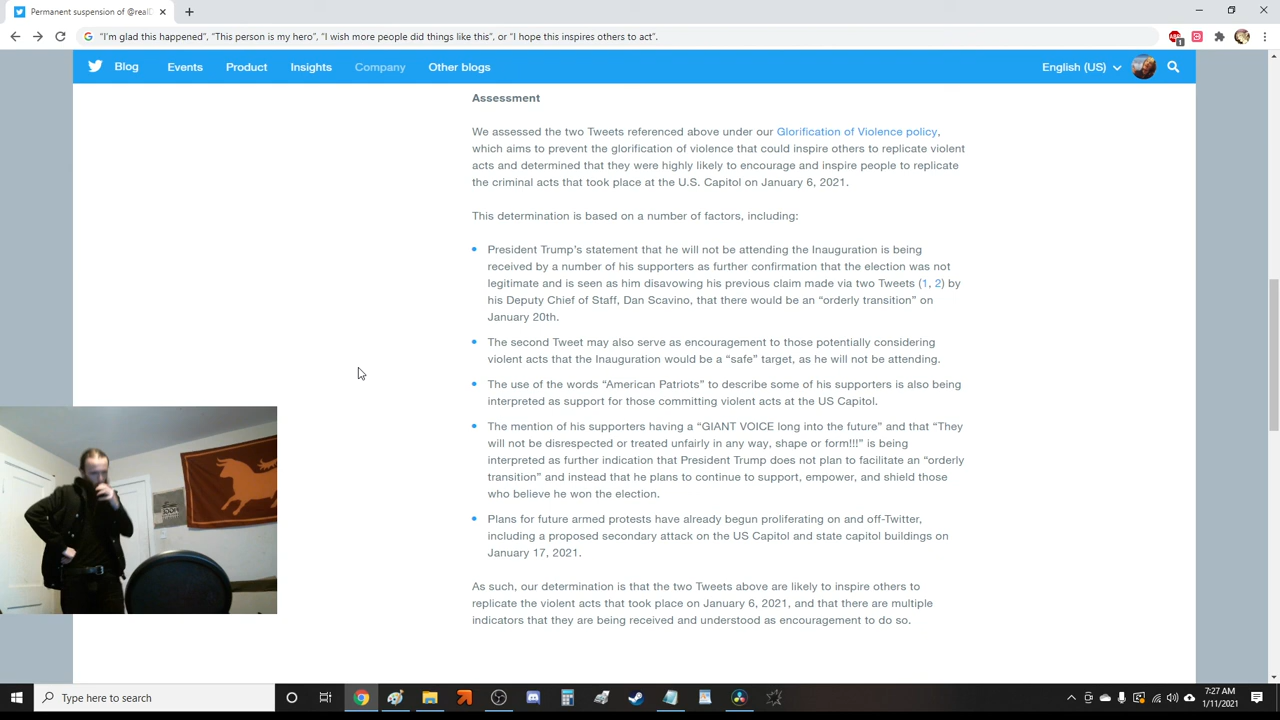 Permanent suspension of @realD
"I'm glad this happened", "This person is my hero", "I wish more people did things like this", or "I hope this inspires others to act".
1
Blog Events Product Insights Company Other blogs English (US)
Assessment
We assessed the two Tweets referenced above under our Glorification of Violence policy,
which aims to prevent the glorification of violence that could inspire others to replicate violent
acts and determined that they were highly likely to encourage and inspire people to replicate
the criminal acts that took place at the U.S. Capitol on January 6, 2021.
This determination is based on a number of factors, including:
President Trump's statement that he will not be attending the Inauguration is being
received by a number of his supporters as further confirmation that the election was not
legitimate and is seen as him disavowing his previous claim made via two Tweets (1, 2) by
his Deputy Chief of Staff, Dan Scavino, that there would be an "orderly transition" on
January 20th.
The second Tweet may also serve as encouragement to those potentially considering
violent acts that the Inauguration would be a "safe" target, as he will not be attending.
The use of the words "American Patriots" to describe some of his supporters is also being
interpreted as support for those committing violent acts at the US Capitol.
The mention of his supporters having a "GIANT VOICE long into the future" and that "They
will not be disrespected or treated unfairly in any way, shape or form!!!" is being
interpreted as further indication that President Trump does not plan to facilitate an "orderly
transition" and instead that he plans to continue to support, empower, and shield those
who believe he won the election.
Plans for future armed protests have already begun proliferating on and off-Twitter,
including a proposed secondary attack on the US Capitol and state capitol buildings on
January 17, 2021.
As such, our determination is that the two Tweets above are likely to inspire others to
replicate the violent acts that took place on January 6, 2021, and that there are multiple
indicators that they are being received and understood as encouragement to do so.
Type here to search
7:27 AM
1/11/2021